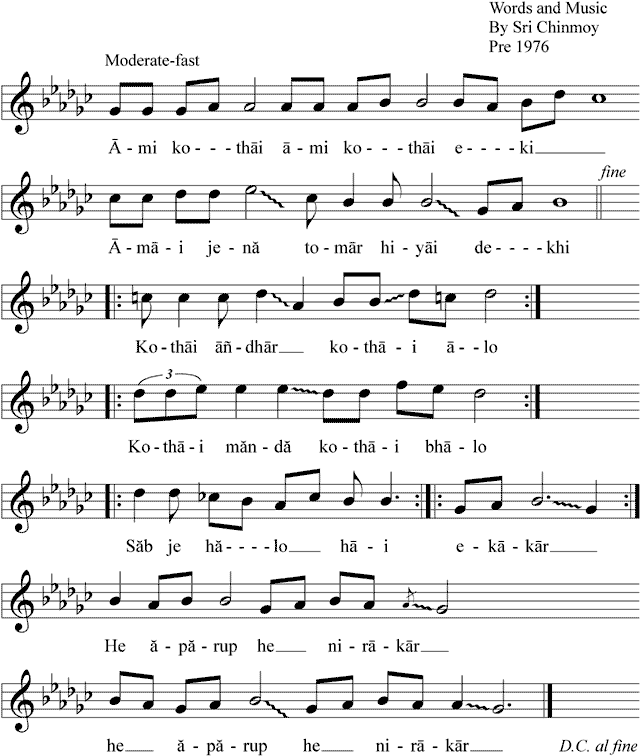 Words and Music
By Sri Chinmoy
Pre 1976
Moderate-fast
Ā - mi ko - - - thāi ā - mi ko - - - thāi e - - - - ki
fine
Ā - mā - i je - nă to - mār hi - yāi de - - - - khi
Ko - thāi āñ - dhār ko - thā - i ā - lo
3
Ko - thā - i măn - dă ko - thā - i bhā - lo
Săb je hă - - - - lo hā - i e - kā - kār
He ă - pă - rup he ni - rā - kār
he ă - pă - rup he ni - rā - kār
D.C. al fine